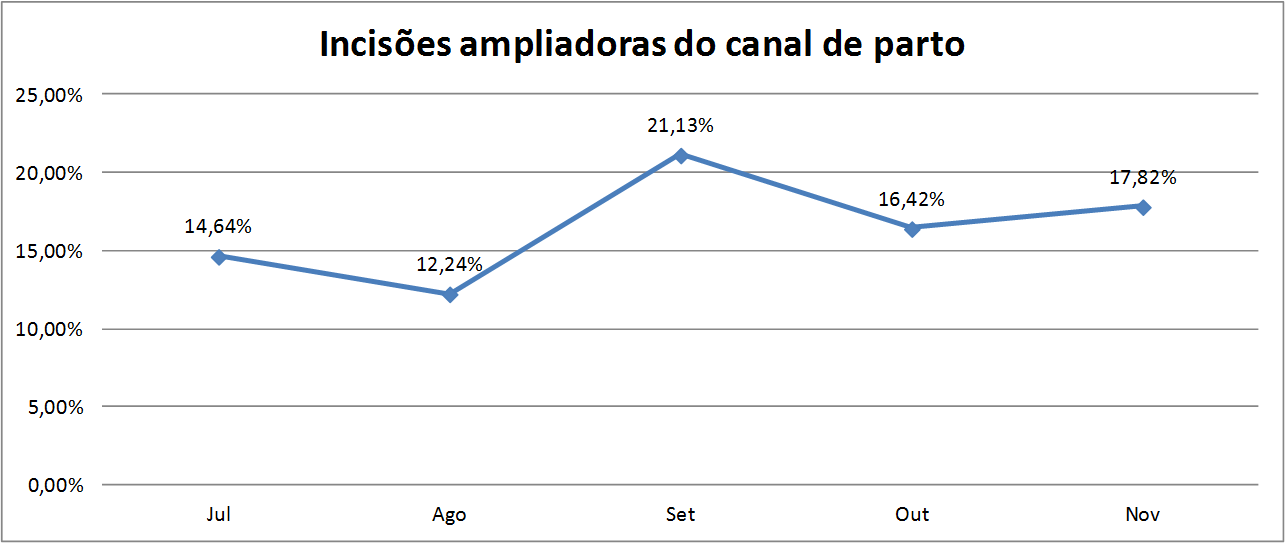 Incisões ampliadoras do canal de parto
25,00%
20,00%
15,00%
10,00%
5,00%
0,00%
14,64%
12,24%
21,13%
16,42%
17,82%
Jul
Ago
Set
Out
Nov